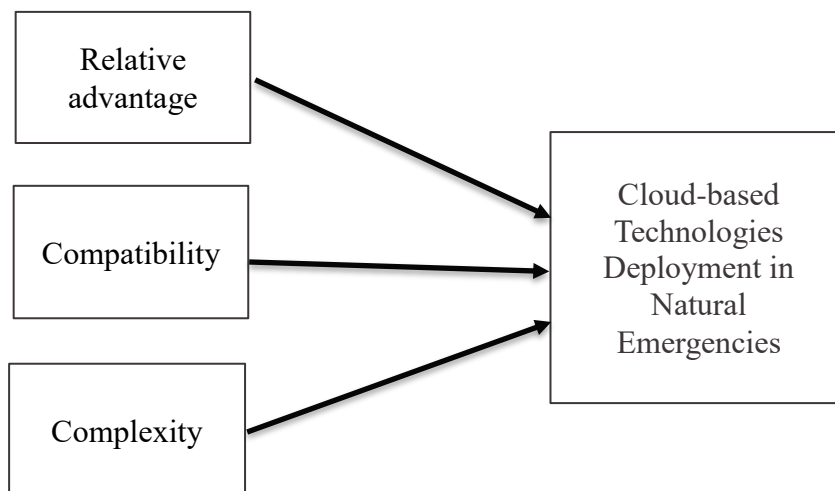 Relative
advantage
Compatibility
Complexity
Cloud-based
Technologies
Deployment in
Natural
Emergencies